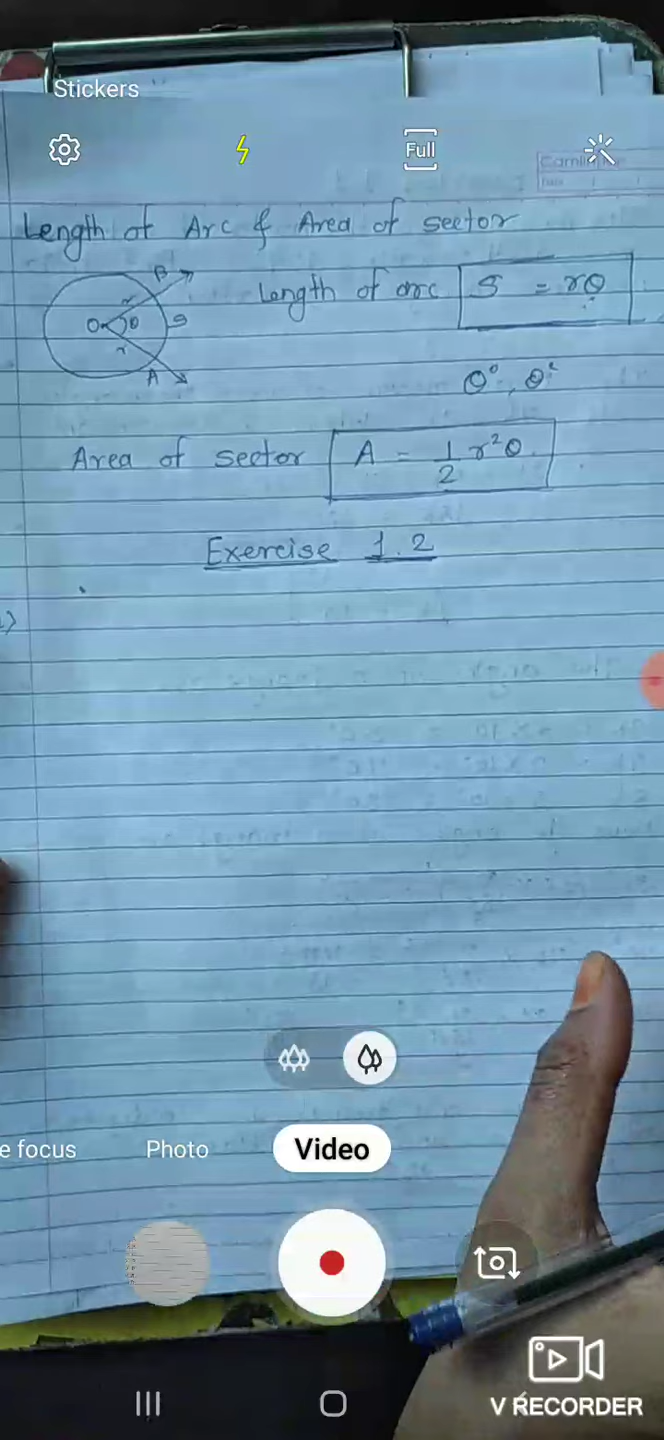 Stickers
Full
Camlin
Length of Arc & Area of sector
B
r
Length of arc S = rθ
O θ S
r
A
θ°, θᶜ
Area of sector A = 1/2 r²θ
Exercise 1.2
e focus Photo Video
V RECORDER